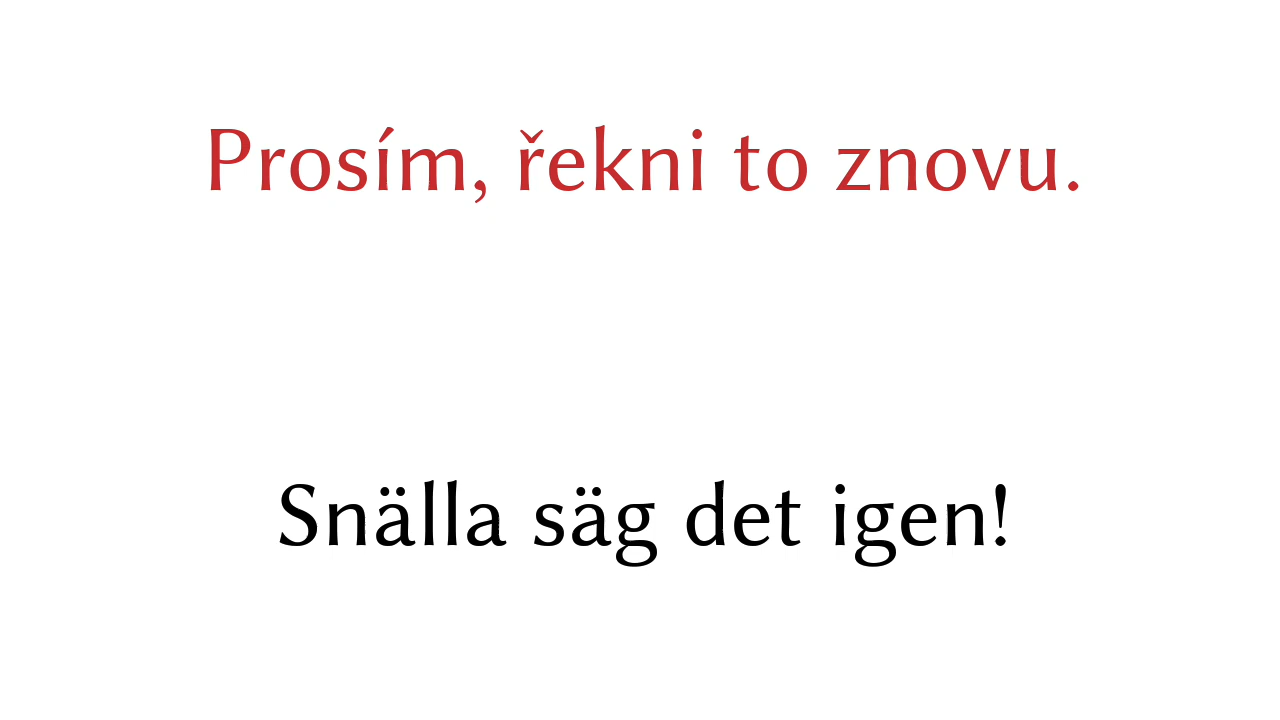 Prosím, řekni to znovu.
Snälla säg det igen!